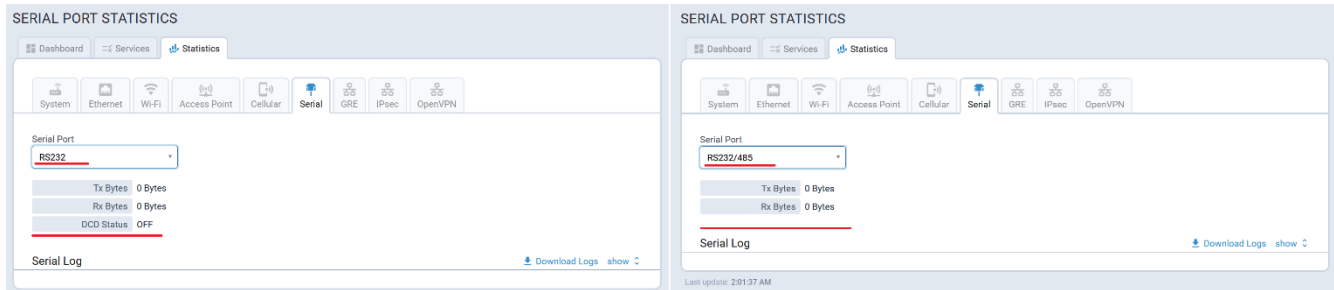 SERIAL PORT STATISTICS
Dashboard Services Statistics
System Ethernet Wi-Fi Access Point Cellular Serial GRE IPsec OpenVPN
Serial Port
RS232
Tx Bytes 0 Bytes
Rx Bytes 0 Bytes
DCD Status OFF
Serial Log
Download Logs show
SERIAL PORT STATISTICS
Dashboard Services Statistics
System Ethernet Wi-Fi Access Point Cellular Serial GRE IPsec OpenVPN
Serial Port
RS232/485
Tx Bytes 0 Bytes
Rx Bytes 0 Bytes
Serial Log
Download Logs show
Last update: 2:01:37 AM